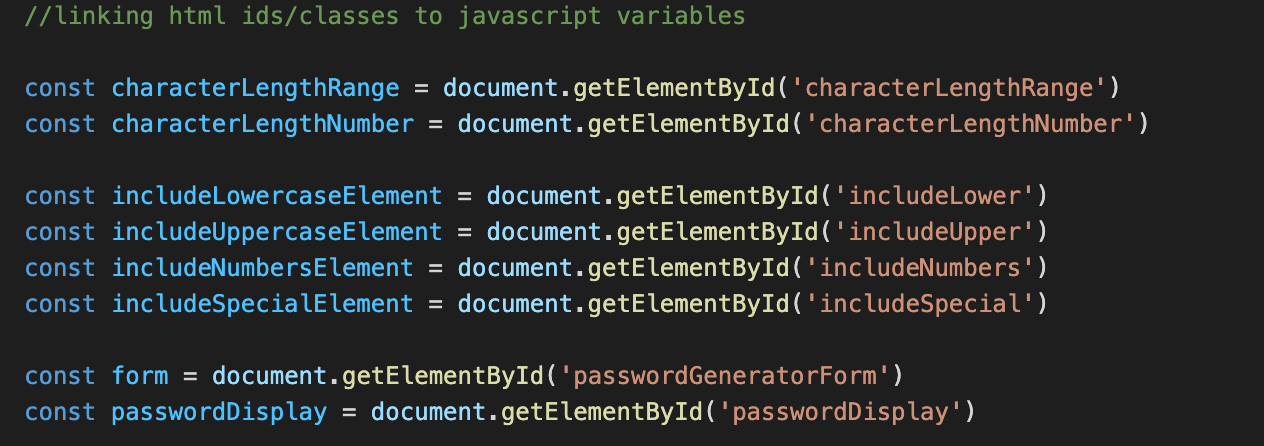 //linking html ids/classes to javascript variables
const characterLengthRange = document.getElementById('characterLengthRange')
const characterLengthNumber = document.getElementById('characterLengthNumber')
const includeLowercaseElement = document.getElementById('includeLower')
const includeUppercaseElement = document.getElementById('includeUpper')
const includeNumbersElement = document.getElementById('includeNumbers')
const includeSpecialElement = document.getElementById('includeSpecial')
const form = document.getElementById('passwordGeneratorForm')
const passwordDisplay = document.getElementById('passwordDisplay')